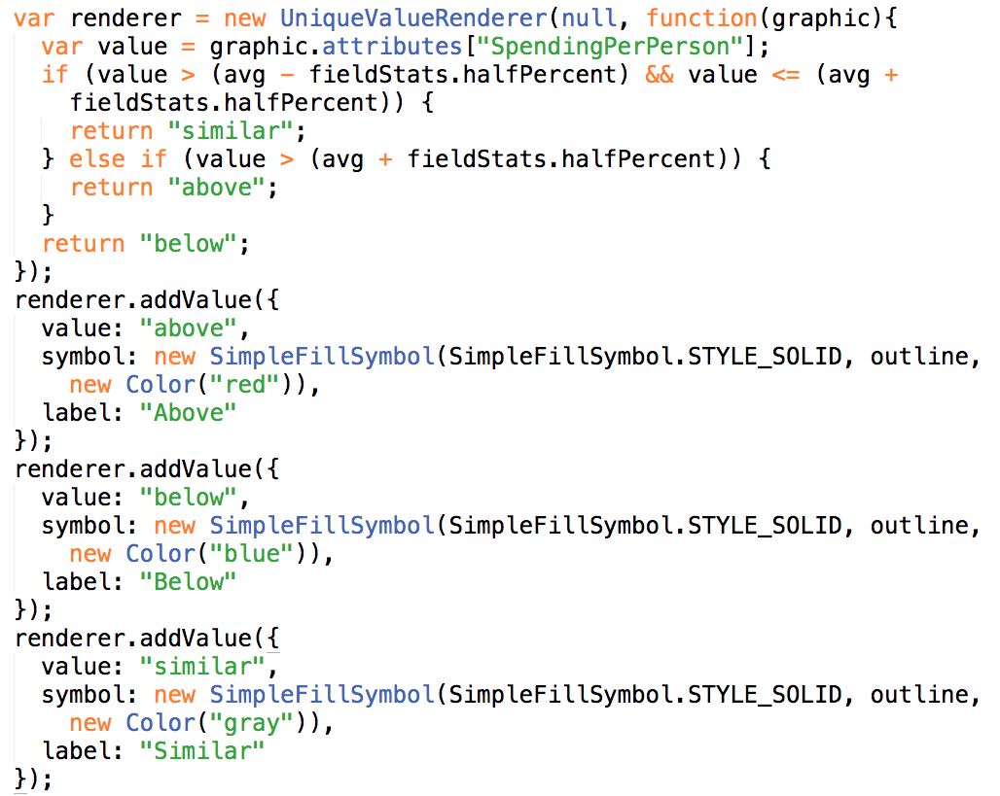 var renderer = new UniqueValueRenderer(null, function(graphic){
  var value = graphic.attributes["SpendingPerPerson"];
  if (value > (avg - fieldStats.halfPercent) && value <= (avg +
    fieldStats.halfPercent)) {
    return "similar";
  } else if (value > (avg + fieldStats.halfPercent)) {
    return "above";
  }
  return "below";
});
renderer.addValue({
  value: "above",
  symbol: new SimpleFillSymbol(SimpleFillSymbol.STYLE_SOLID, outline,
    new Color("red")),
  label: "Above"
});
renderer.addValue({
  value: "below",
  symbol: new SimpleFillSymbol(SimpleFillSymbol.STYLE_SOLID, outline,
    new Color("blue")),
  label: "Below"
});
renderer.addValue({
  value: "similar",
  symbol: new SimpleFillSymbol(SimpleFillSymbol.STYLE_SOLID, outline,
    new Color("gray")),
  label: "Similar"
});